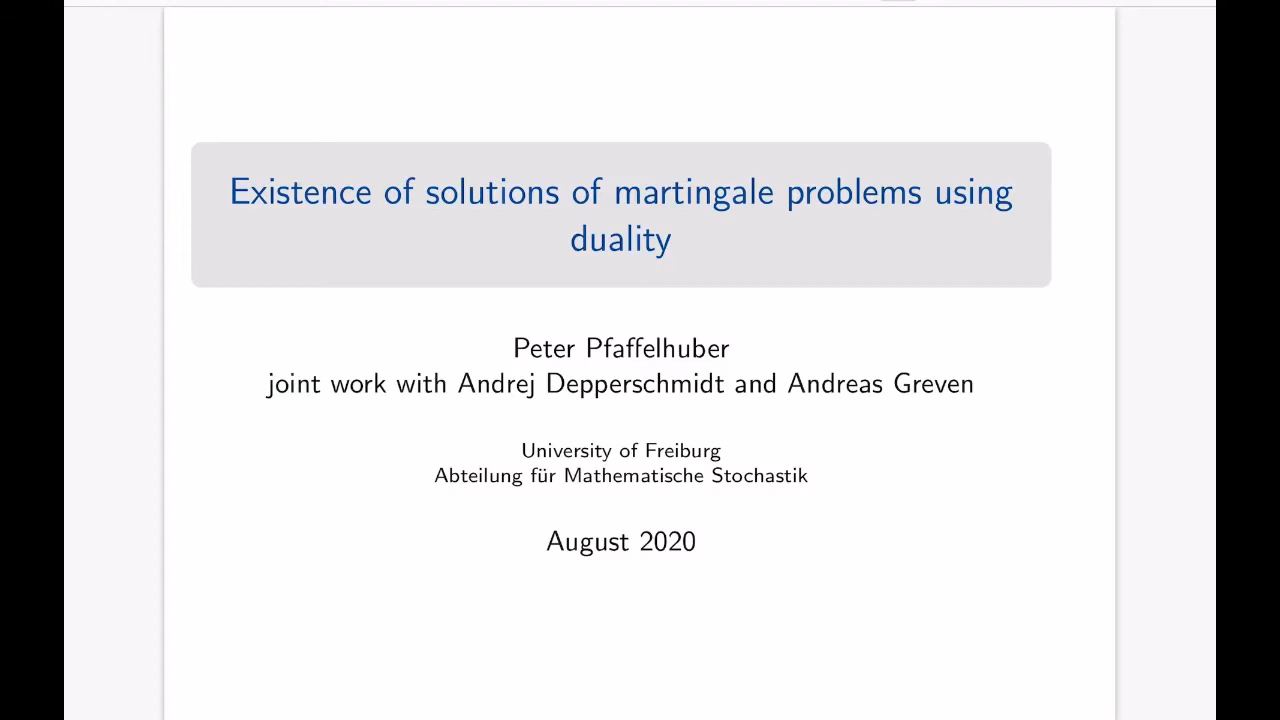 Existence of solutions of martingale problems using
duality
Peter Pfaffelhuber
joint work with Andrej Depperschmidt and Andreas Greven
University of Freiburg
Abteilung für Mathematische Stochastik
August 2020